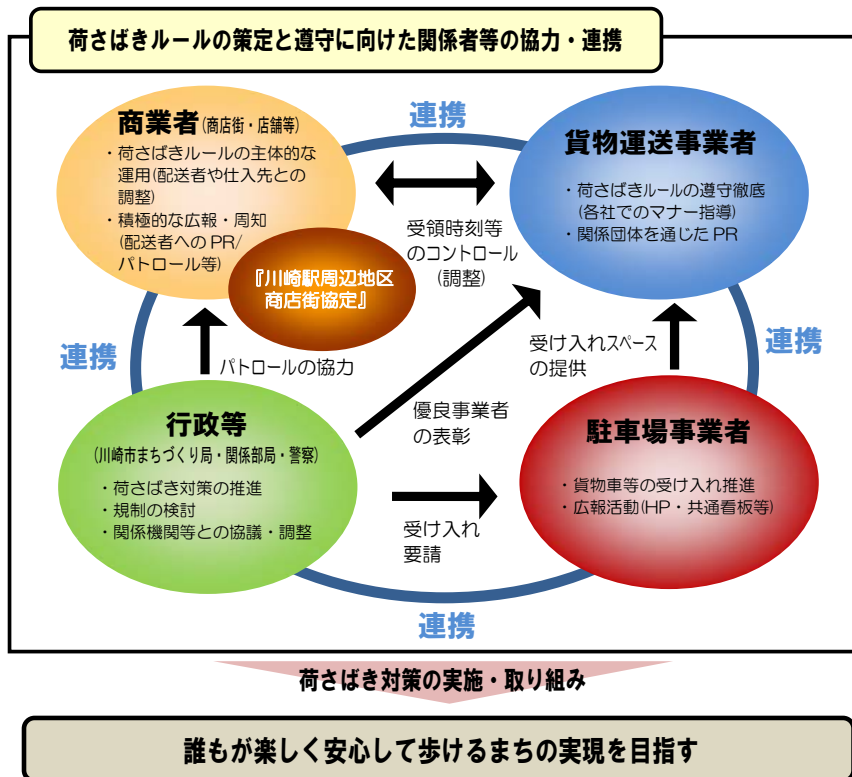 荷さばきルールの策定と遵守に向けた関係者等の協力・連携
連携
商業者(商店街・店舗等)
・荷さばきルールの主体的な
運用(配送者や仕入先との
調整)
・積極的な広報・周知
(配送者へのPR/
パトロール等)
『川崎駅周辺地区
商店街協定』
貨物運送事業者
・荷さばきルールの遵守徹底
(各社でのマナー指導)
・関係団体を通じたPR
受領時刻等
のコントロール
(調整)
連携
パトロールの協力
受け入れスペース
の提供
連携
優良事業者
の表彰
行政等
(川崎市まちづくり局・関係部局・警察)
・荷さばき対策の推進
・規制の検討
・関係機関等との協議・調整
受け入れ
要請
駐車場事業者
・貨物車等の受け入れ推進
・広報活動(HP・共通看板等)
連携
荷さばき対策の実施・取り組み
誰もが楽しく安心して歩けるまちの実現を目指す